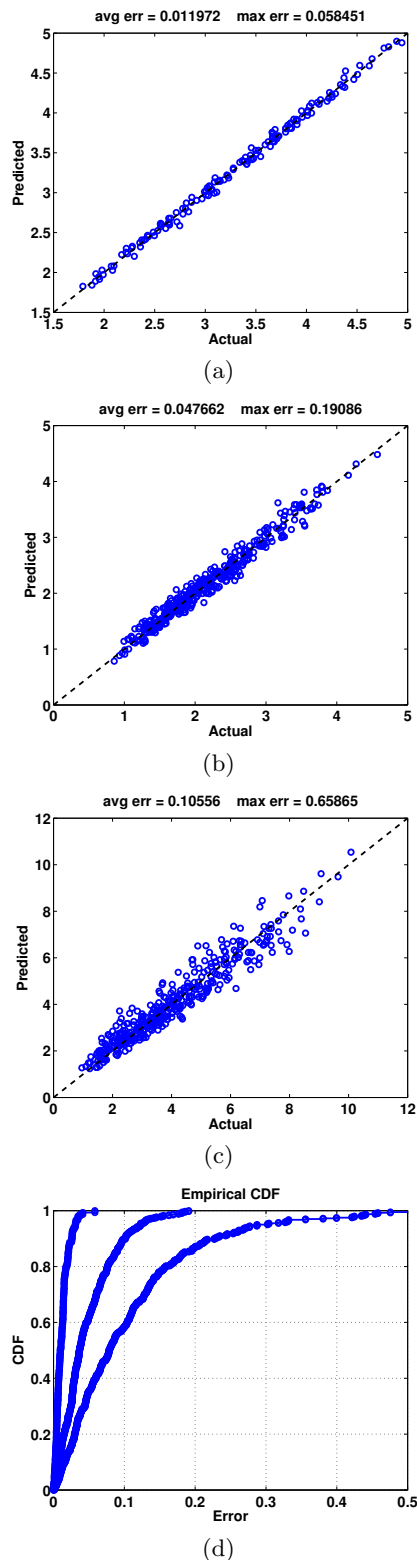 avg err = 0.011972 max err = 0.058451
5
4.5
4
3.5
3
2.5
2
1.5
Predicted
1.5 2 2.5 3 3.5 4 4.5 5
Actual
(a)
avg err = 0.047662 max err = 0.19086
5
4
3
2
1
0
Predicted
0 1 2 3 4 5
Actual
(b)
avg err = 0.10556 max err = 0.65865
12
10
8
6
4
2
0
Predicted
0 2 4 6 8 10 12
Actual
(c)
Empirical CDF
1
0.8
0.6
0.4
0.2
0
CDF
0 0.1 0.2 0.3 0.4 0.5
Error
(d)